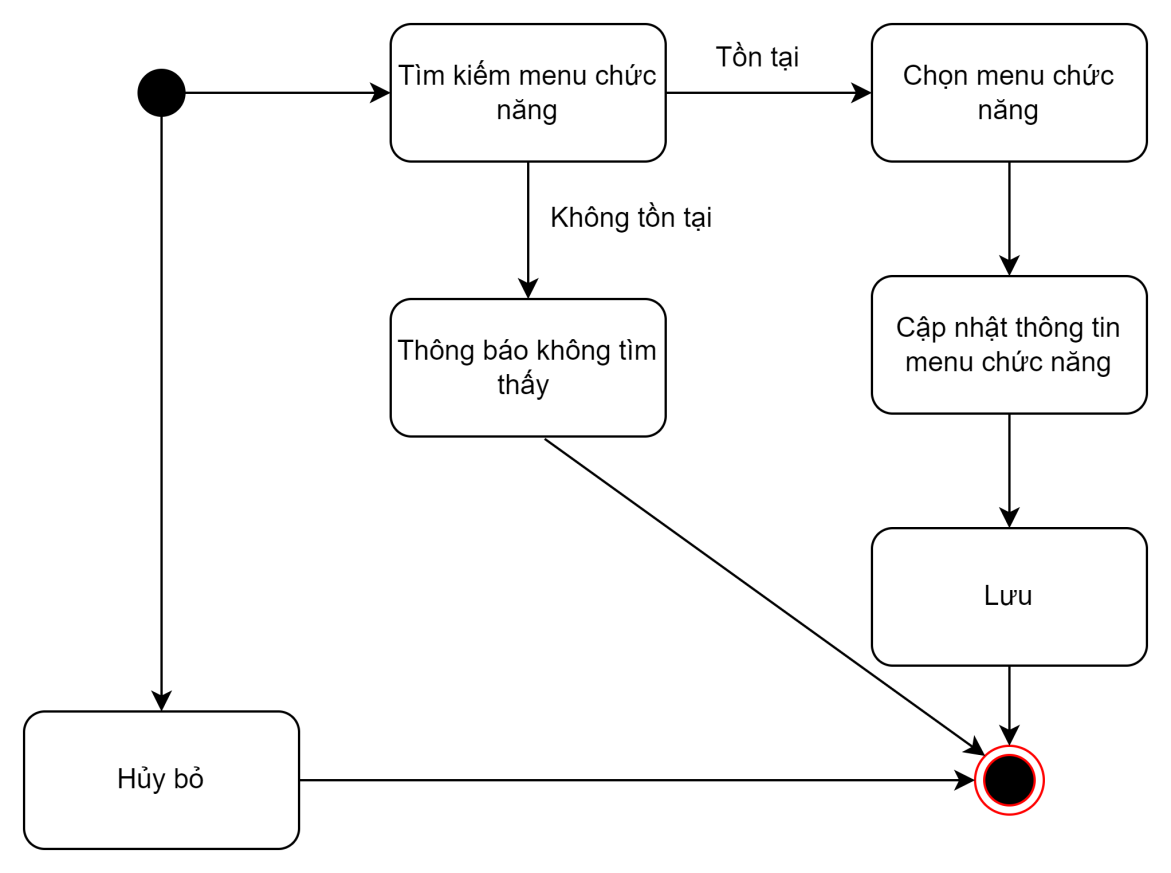 Tìm kiếm menu chức
năng
Tồn tại
Chọn menu chức
năng
Không tồn tại
Thông báo không tìm
thấy
Cập nhật thông tin
menu chức năng
Lưu
Hủy bỏ